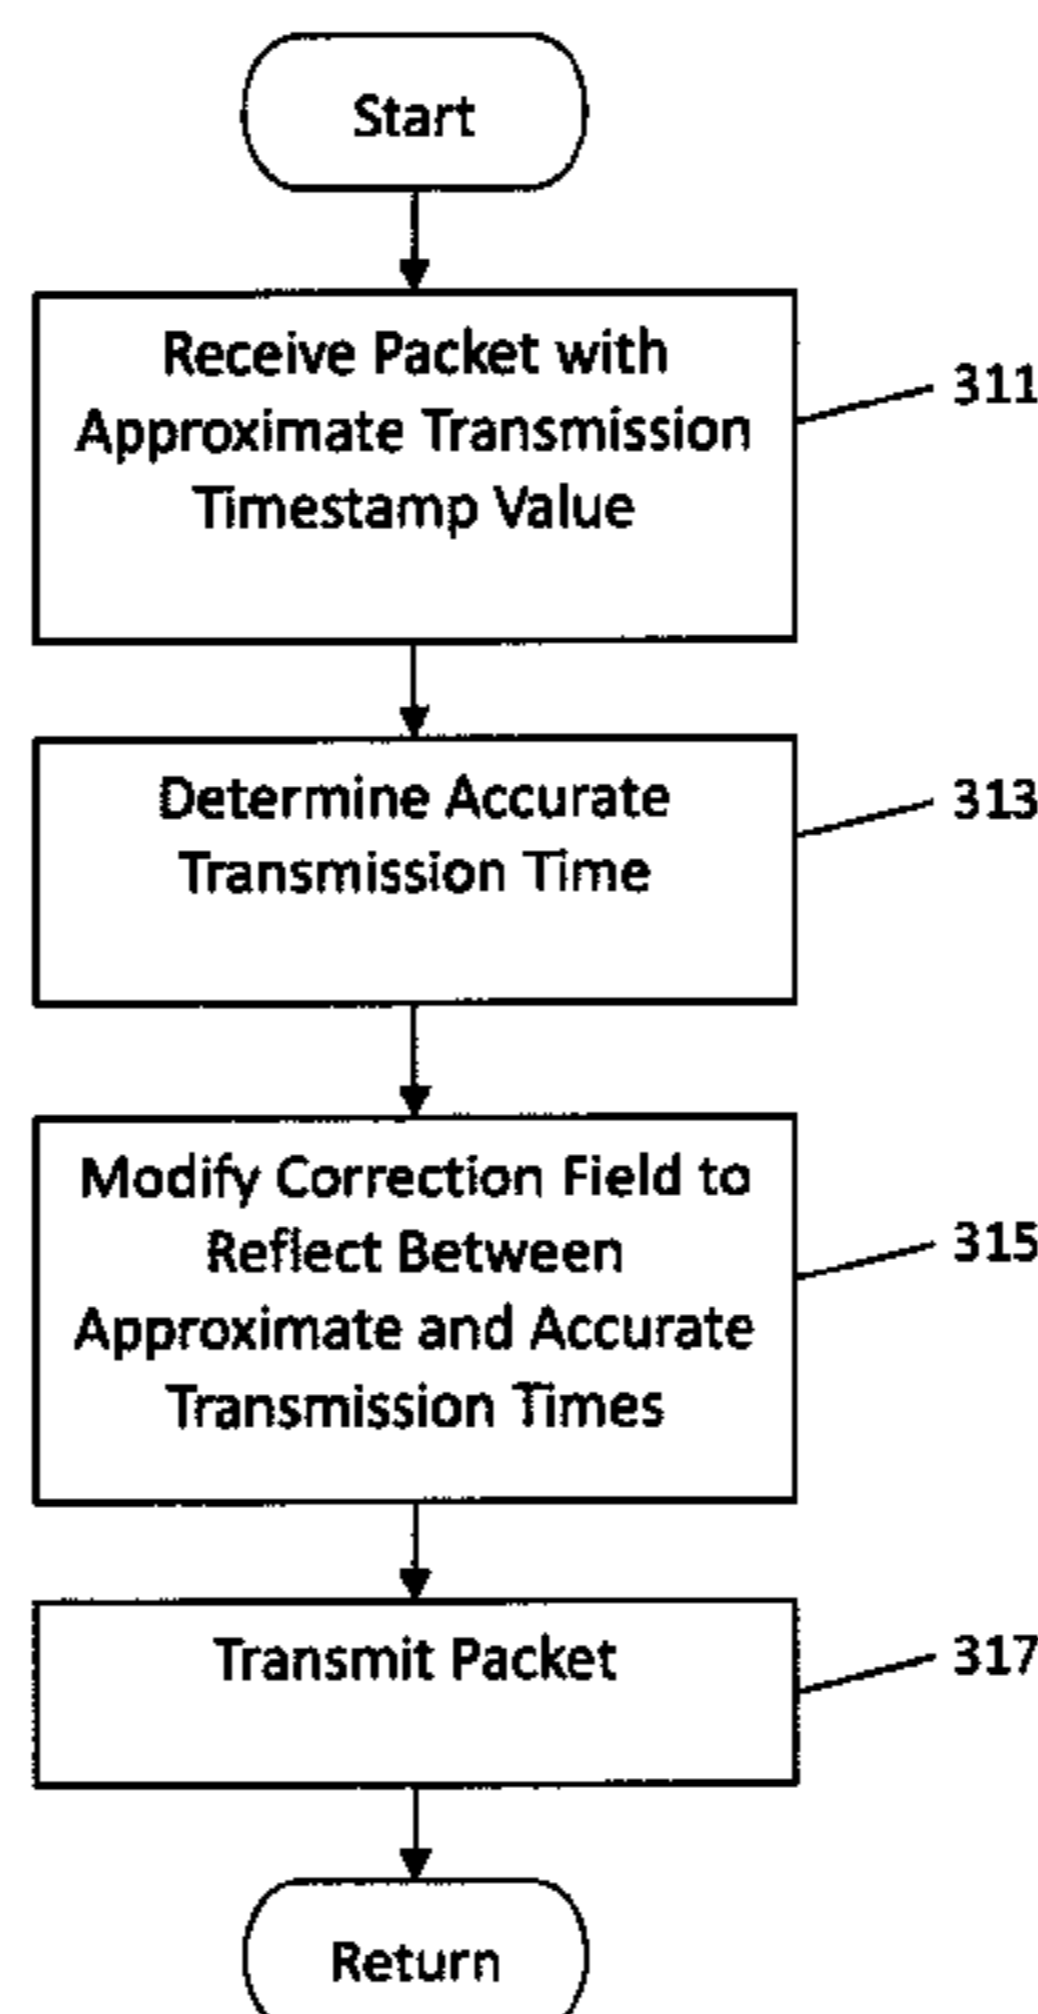 Start
Receive Packet with
Approximate Transmission
Timestamp Value
311
Determine Accurate
Transmission Time
313
Modify Correction Field to
Reflect Between
Approximate and Accurate
Transmission Times
315
Transmit Packet
317
Return